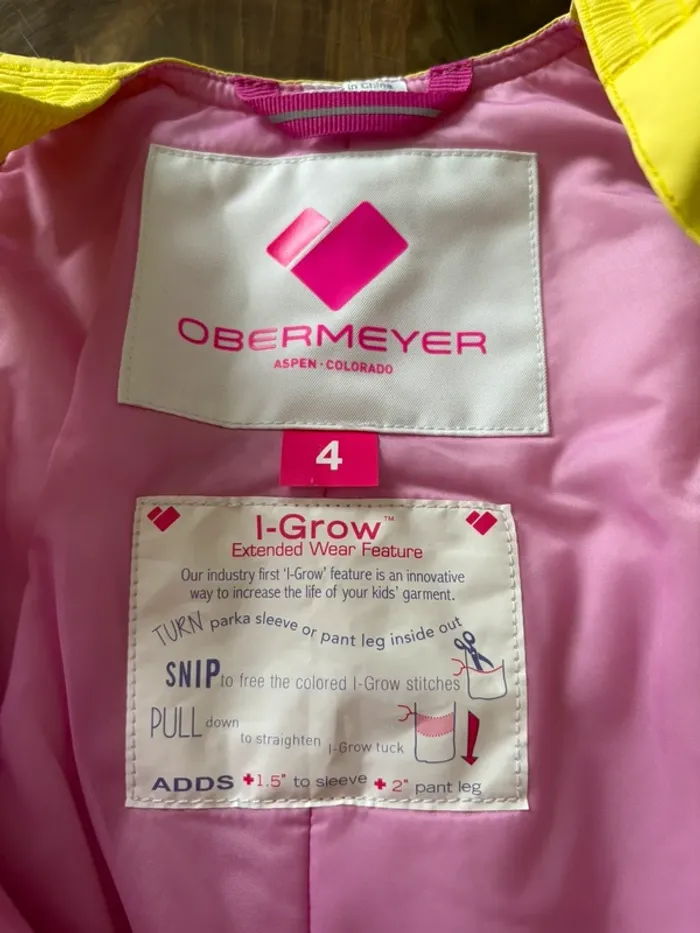 in China
OBERMEYER
ASPEN · COLORADO
4
I-Grow™
Extended Wear Feature
Our industry first 'I-Grow' feature is an innovative
way to increase the life of your kids' garment.
TURN parka sleeve or pant leg inside out
SNIP to free the colored I-Grow stitches
PULL down
to straighten I-Grow tuck
ADDS +1.5" to sleeve + 2" pant leg